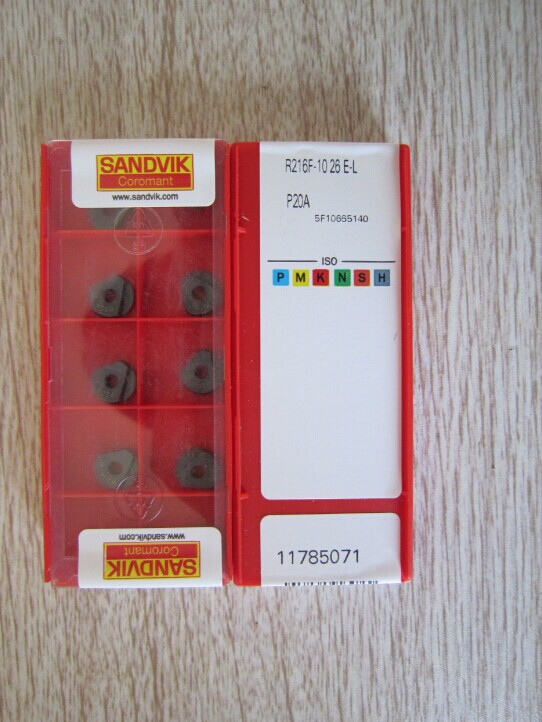 SANDVIK
Coromant
www.sandvik.com
www.sandvik.com
Coromant
SANDVIK
R216F-10 26 E-L
P20A
5F10665140
ISO
P M K N S H
11785071